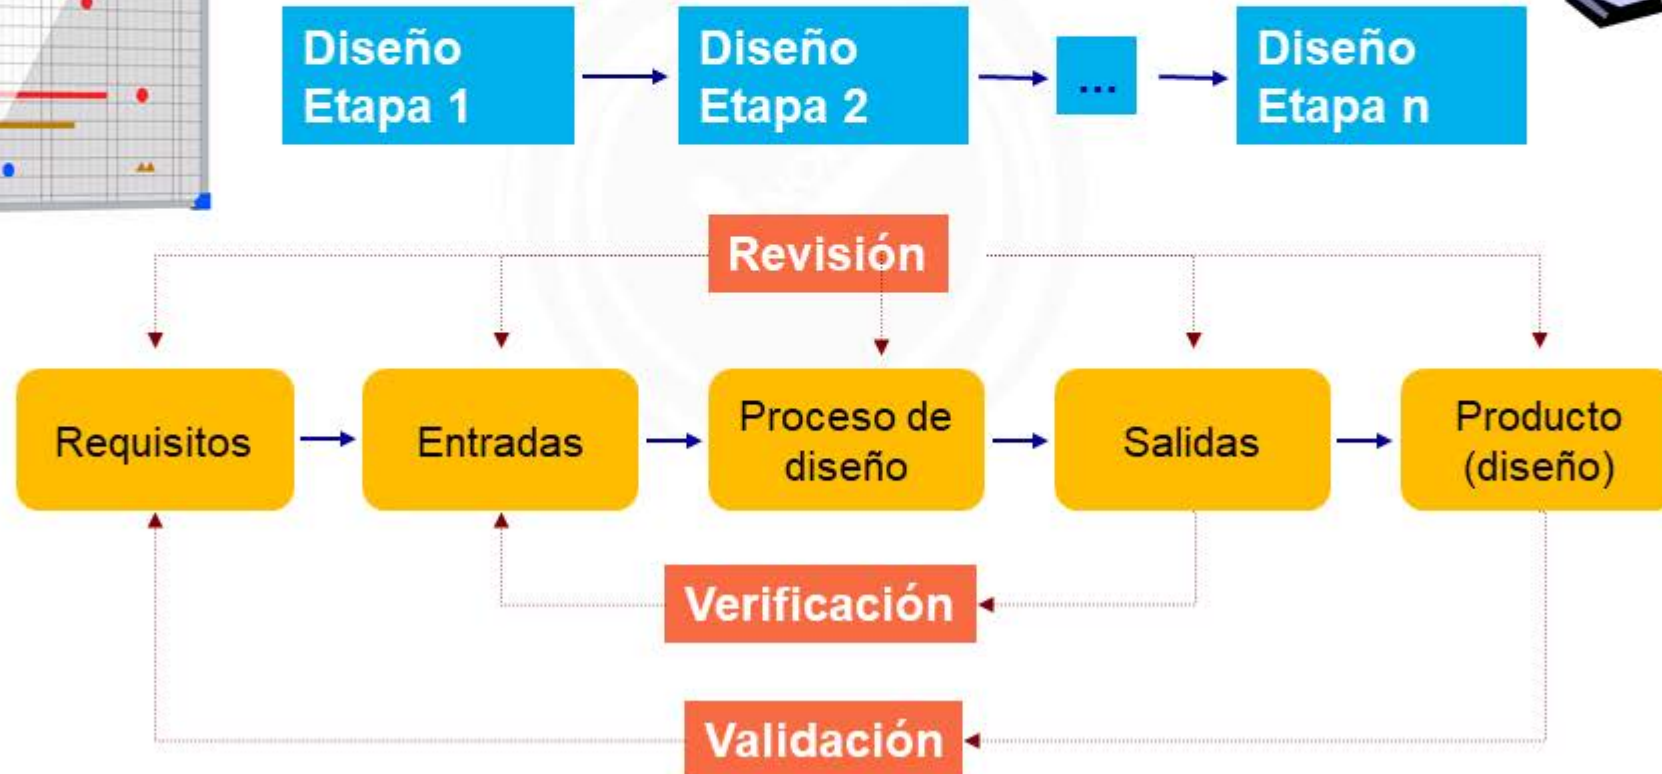 Diseño
Etapa 1
Diseño
Etapa 2
...
Diseño
Etapa n
Revisión
Requisitos
Entradas
Proceso de
diseño
Salidas
Producto
(diseño)
Verificación
Validación